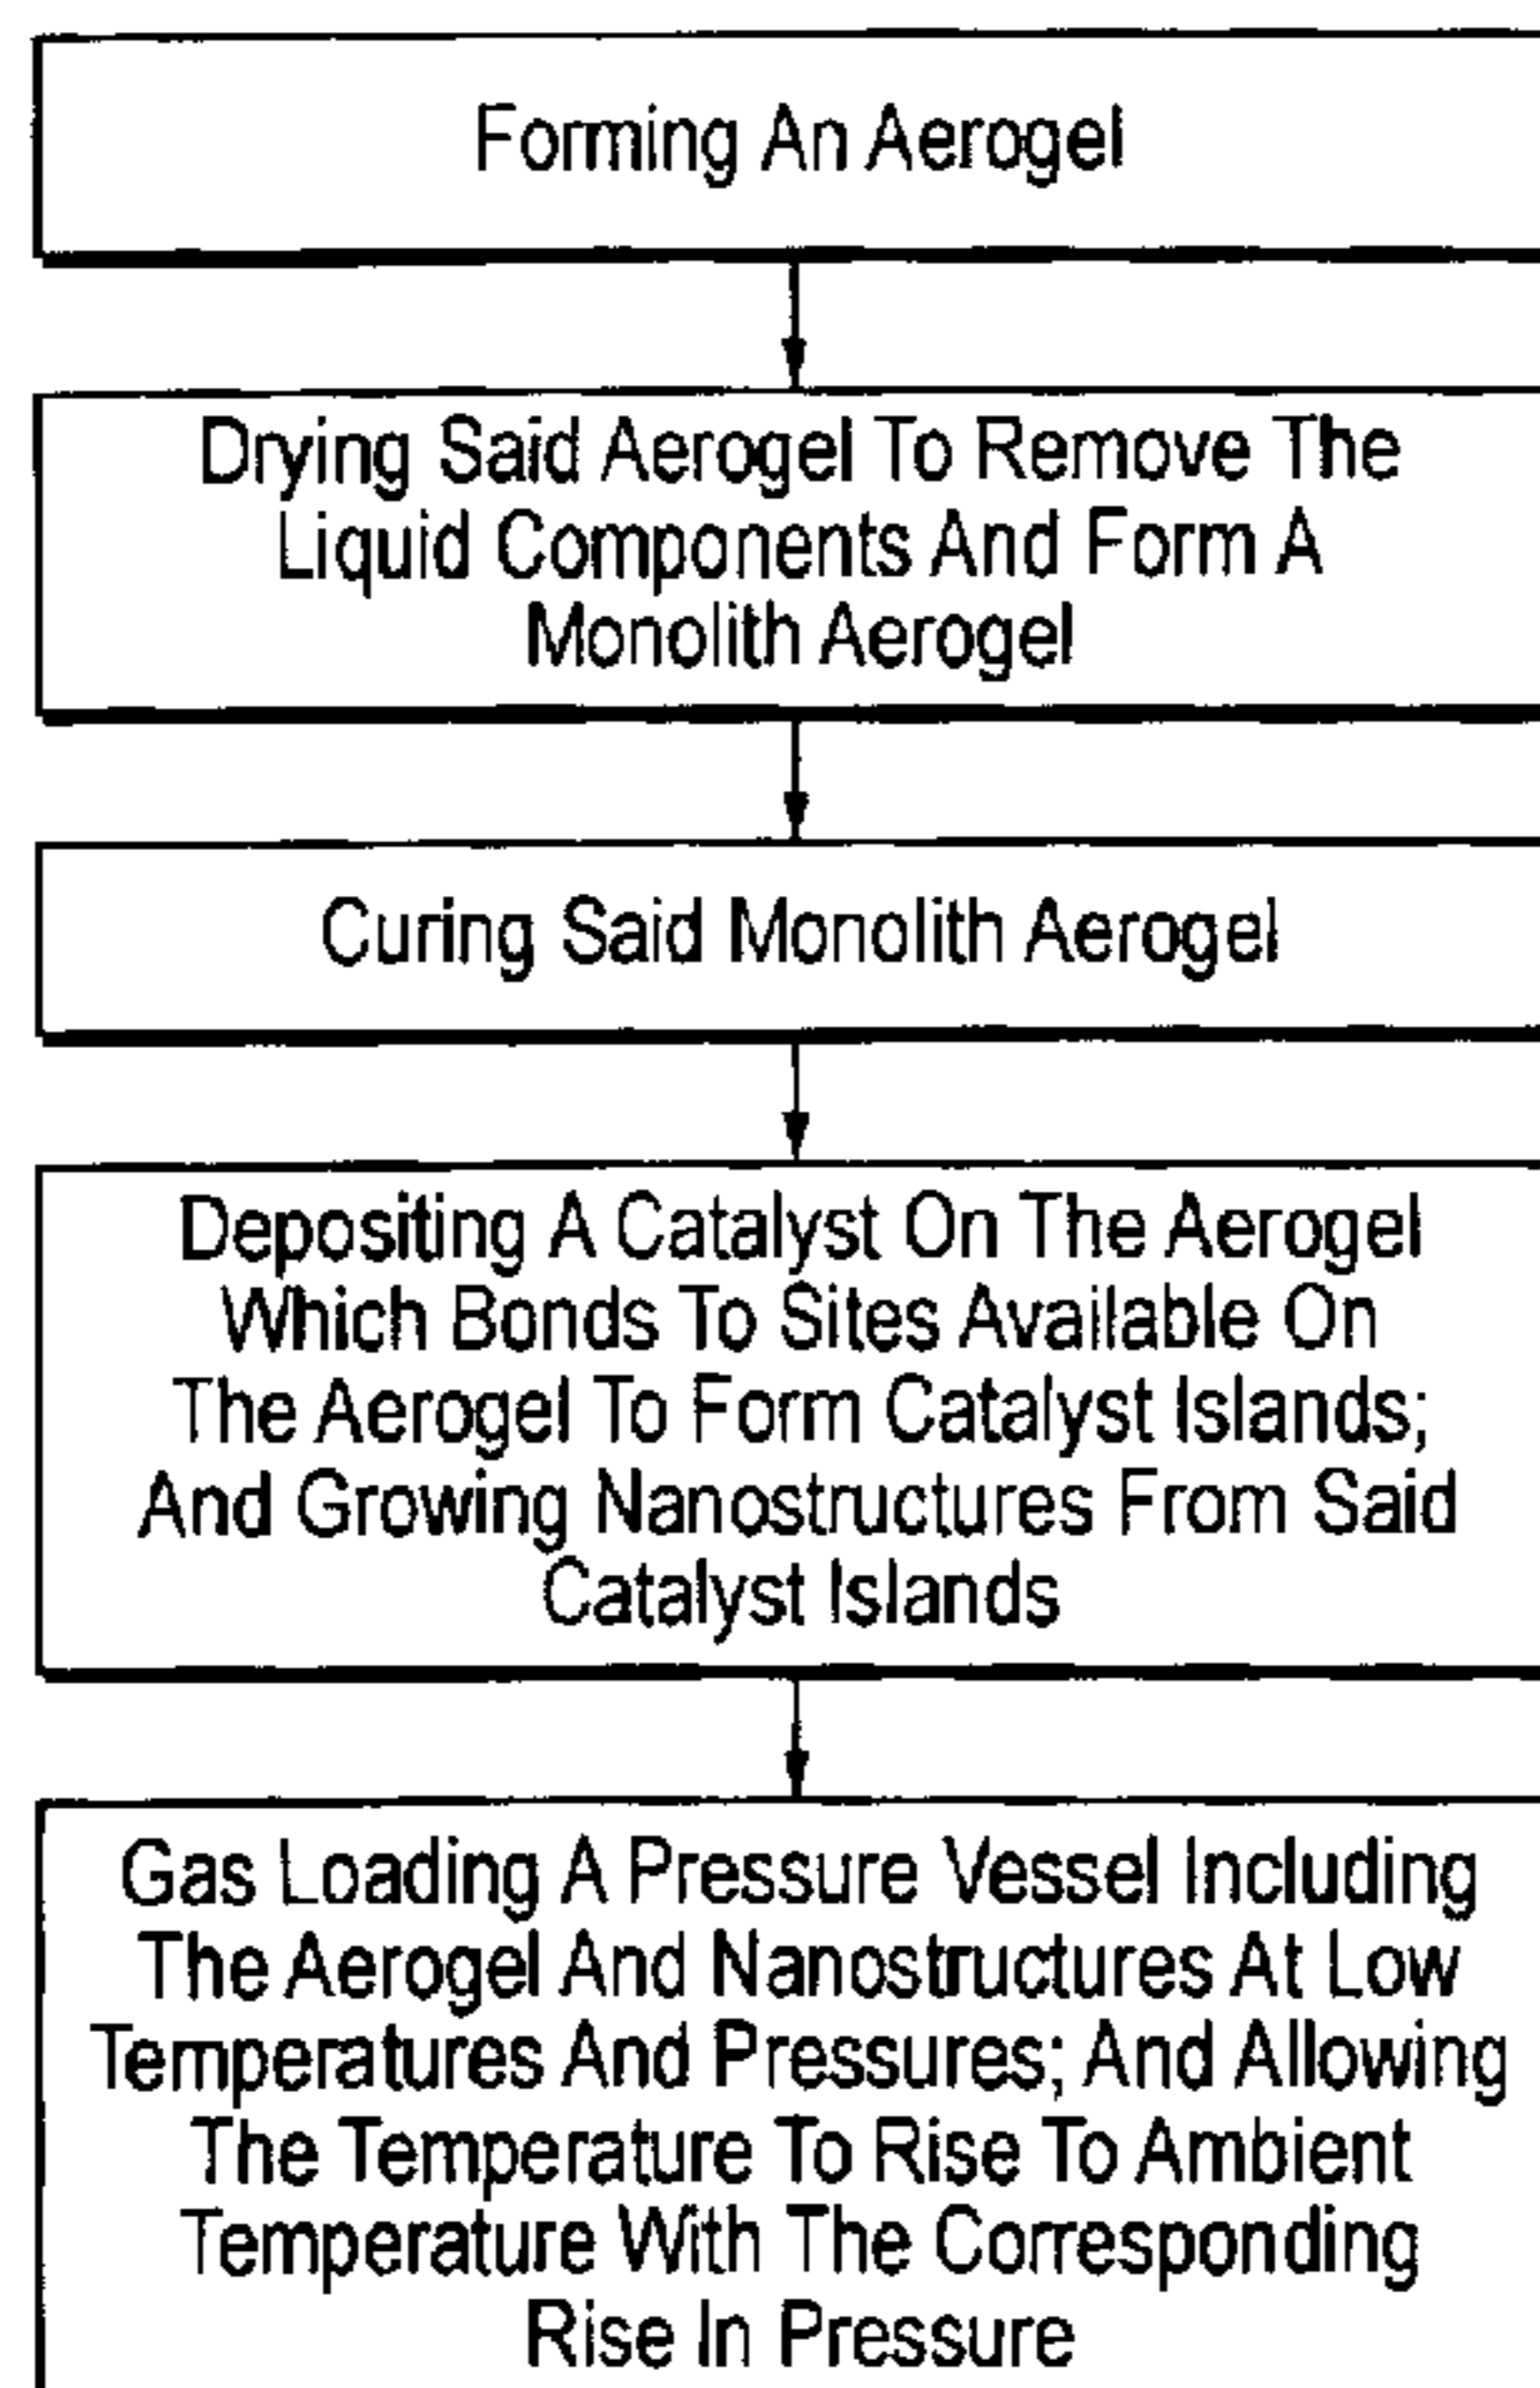 Forming An Aerogel
Drying Said Aerogel To Remove The
Liquid Components And Form A
Monolith Aerogel
Curing Said Monolith Aerogel
Depositing A Catalyst On The Aerogel
Which Bonds To Sites Available On
The Aerogel To Form Catalyst Islands;
And Growing Nanostructures From Said
Catalyst Islands
Gas Loading A Pressure Vessel Including
The Aerogel And Nanostructures At Low
Temperatures And Pressures; And Allowing
The Temperature To Rise To Ambient
Temperature With The Corresponding
Rise In Pressure